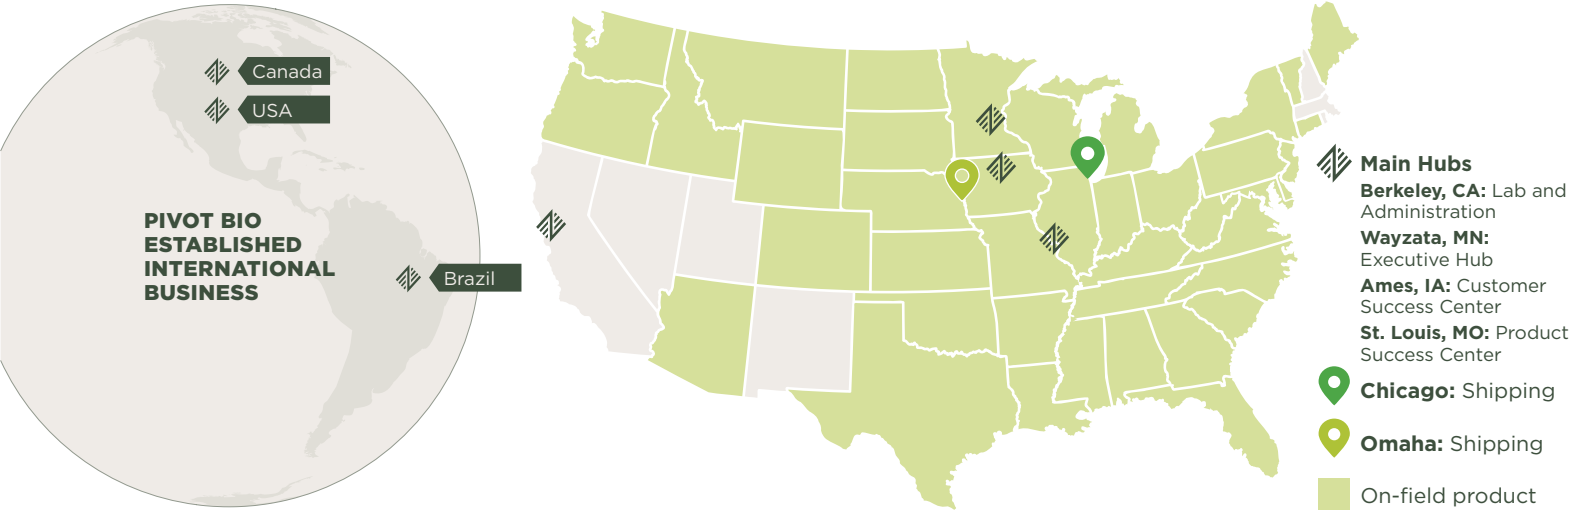 Canada
USA
PIVOT BIO
ESTABLISHED
INTERNATIONAL
BUSINESS
Brazil
Main Hubs
Berkeley, CA: Lab and
Administration
Wayzata, MN:
Executive Hub
Ames, IA: Customer
Success Center
St. Louis, MO: Product
Success Center
Chicago: Shipping
Omaha: Shipping
On-field product